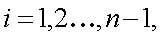 i = 1,2...,n−1,